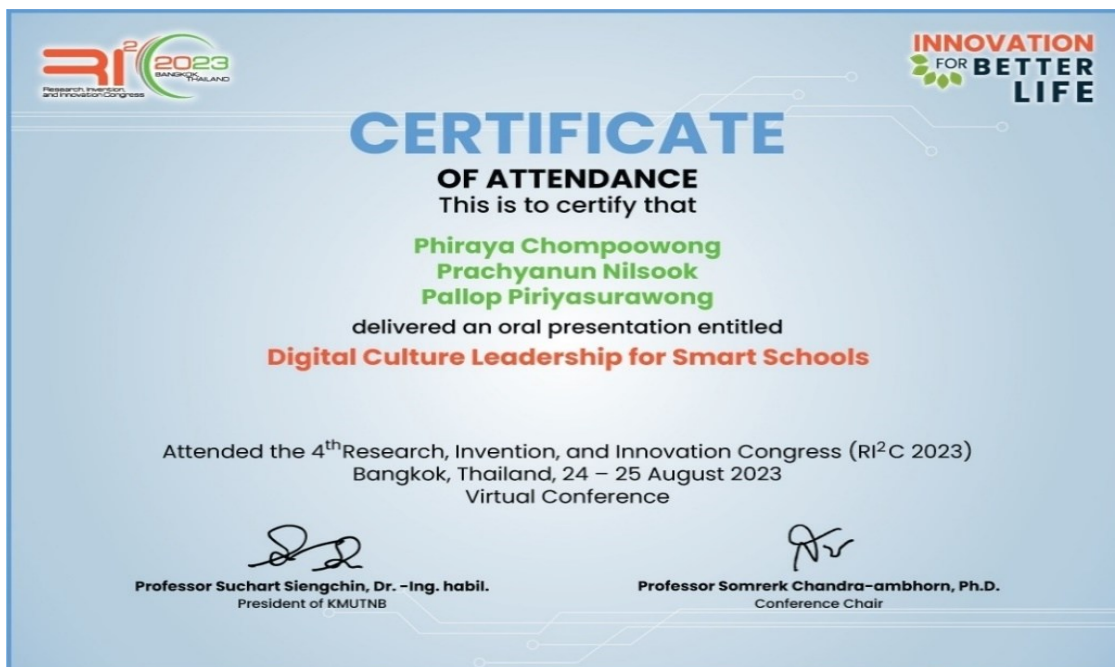 RI² C 2023
BANGKOK, THAILAND
Research, Invention,
and Innovation Congress
INNOVATION
FOR BETTER
LIFE
CERTIFICATE
OF ATTENDANCE
This is to certify that
Phiraya Chompoowong
Prachyanun Nilsook
Pallop Piriyasurawong
delivered an oral presentation entitled
Digital Culture Leadership for Smart Schools
Attended the 4th Research, Invention, and Innovation Congress (RI²C 2023)
Bangkok, Thailand, 24 – 25 August 2023
Virtual Conference
Professor Suchart Siengchin, Dr. -Ing. habil.
President of KMUTNB
Professor Somrerk Chandra-ambhorn, Ph.D.
Conference Chair